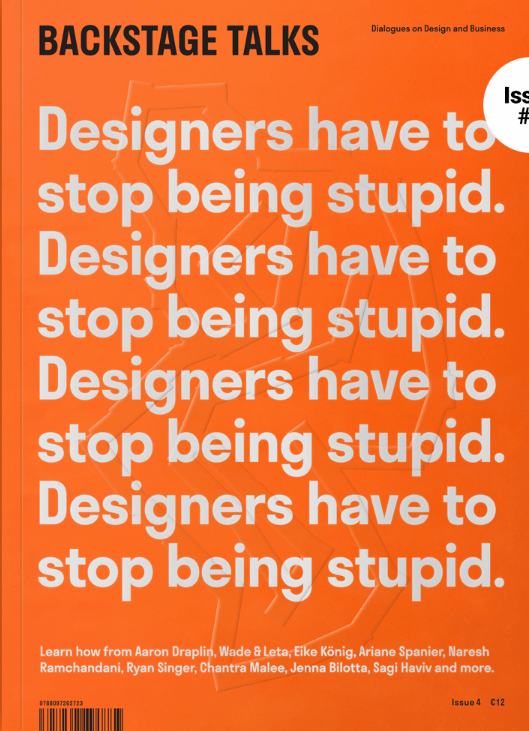 BACKSTAGE TALKS
Dialogues on Design and Business
Iss
#
Designers have to
stop being stupid.
Designers have to
stop being stupid.
Designers have to
stop being stupid.
Designers have to
stop being stupid.
Learn how from Aaron Draplin, Wade & Leta, Eike König, Ariane Spanier, Naresh
Ramchandani, Ryan Singer, Chantra Malee, Jenna Bilotta, Sagi Haviv and more.
Issue 4 €12